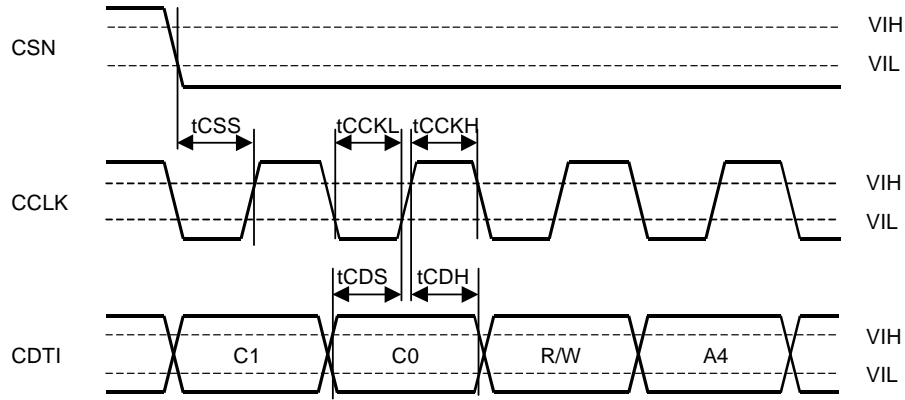 CSN
VIH
VIL
tCSS
tCCKL
tCCKH
CCLK
VIH
VIL
tCDS
tCDH
CDTI
C1
C0
R/W
A4
VIH
VIL